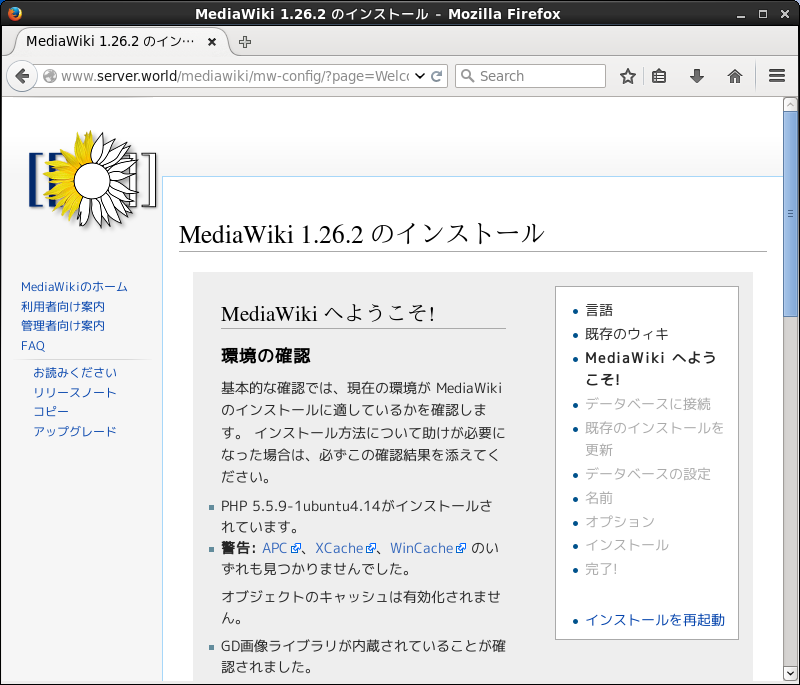 MediaWiki 1.26.2 のインストール - Mozilla Firefox
MediaWiki 1.26.2 のイン…
www.server.world/mediawiki/mw-config/?page=Welc
Search
MediaWikiのホーム
利用者向け案内
管理者向け案内
FAQ
お読みください
リリースノート
コピー
アップグレード
MediaWiki 1.26.2 のインストール
MediaWiki へようこそ!
環境の確認
基本的な確認では、現在の環境が MediaWiki
のインストールに適しているかを確認しま
す。 インストール方法について助けが必要に
なった場合は、必ずこの確認結果を添えてく
ださい。
PHP 5.5.9-1ubuntu4.14がインストールさ
れています。
警告: APC、XCache、WinCache のい
ずれも見つかりませんでした。
オブジェクトのキャッシュは有効化されませ
ん。
GD画像ライブラリが内蔵されていることが確
認されました。
言語
既存のウィキ
MediaWiki へよう
こそ!
データベースに接続
既存のインストールを
更新
データベースの設定
名前
オプション
インストール
完了!
インストールを再起動